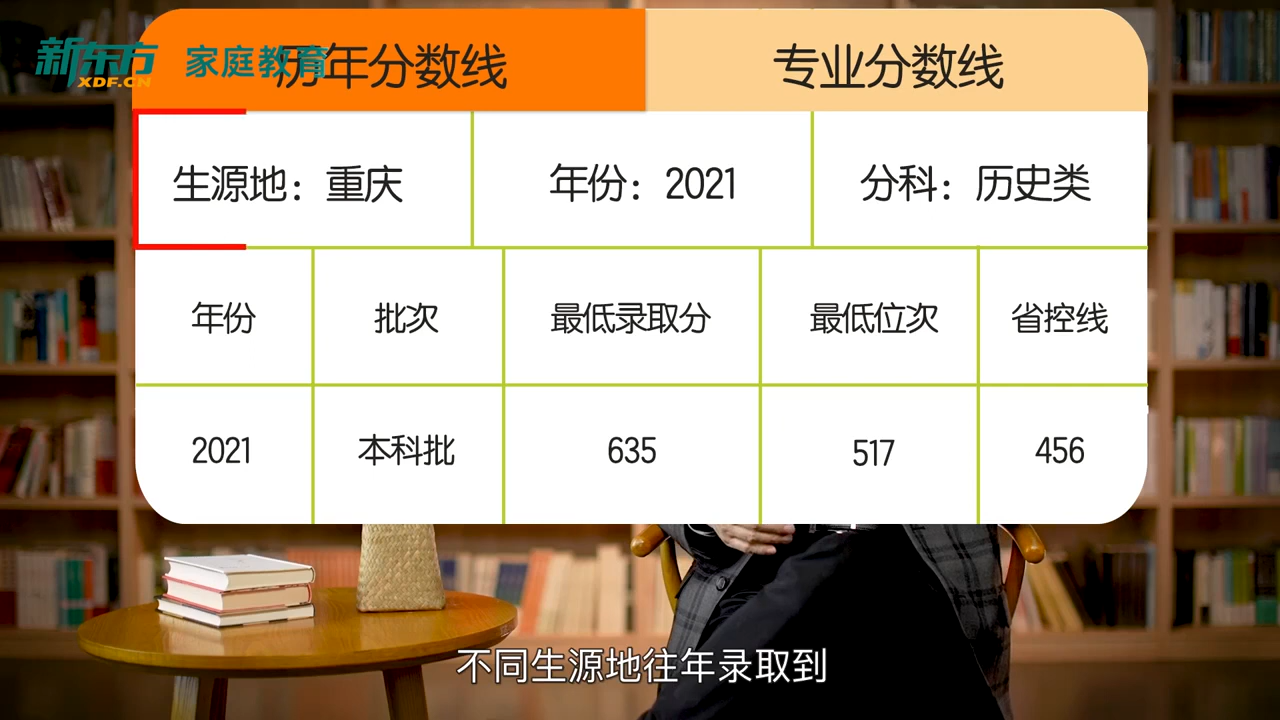 新东方 XDF.CN 家庭教育
历年分数线 专业分数线
生源地：重庆 年份：2021 分科：历史类
年份 批次 最低录取分 最低位次 省控线
2021 本科批 635 517 456
不同生源地往年录取到